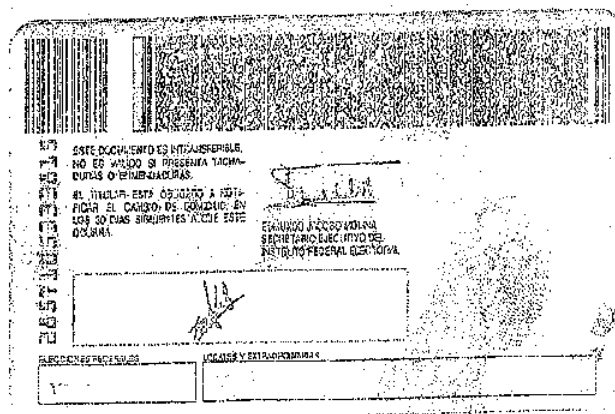 ESTE DOCUMENTO ES INTRANSFERIBLE,
NO ES VALIDO SI PRESENTA TACHA-
DURAS O ENMENDADURAS.
EL TITULAR ESTÁ OBLIGADO A NOTI-
FICAR EL CAMBIO DE DOMICILIO EN
LOS 30 DIAS SIGUIENTES A QUE ESTE
OCURRA.
EDMUNDO JACOBO MOLINA
SECRETARIO EJECUTIVO DEL
INSTITUTO FEDERAL ELECTORAL
ELECCIONES FEDERALES
LOCALES Y EXTRAORDINARIAS